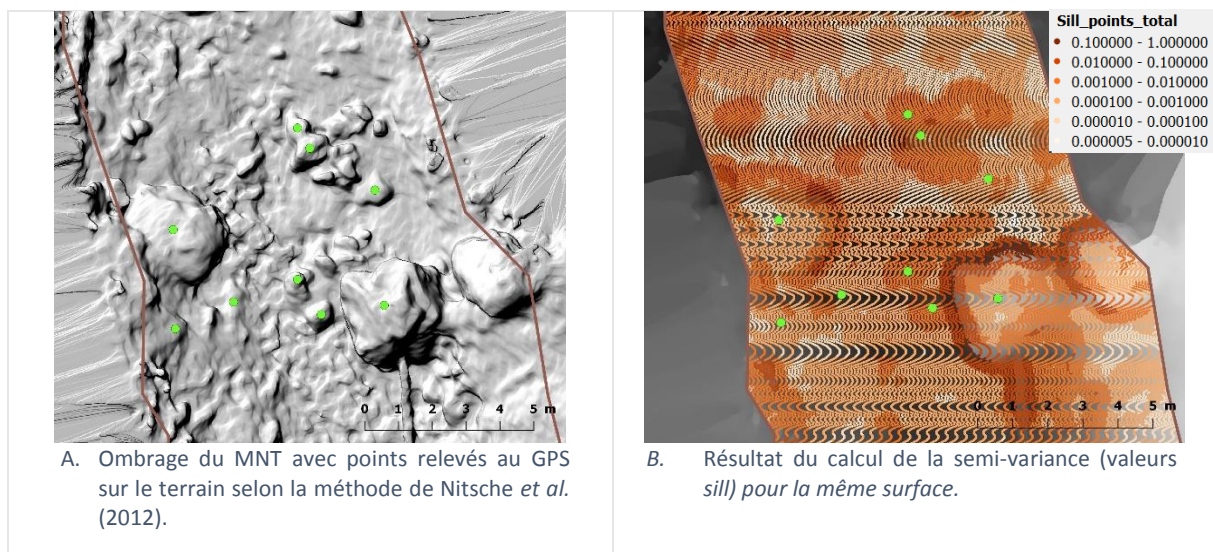 Sill_points_total
0.100000 - 1.000000
0.010000 - 0.100000
0.001000 - 0.010000
0.000100 - 0.001000
0.000010 - 0.000100
0.000005 - 0.000010
0 1 2 3 4 5 m
0 1 2 3 4 5 m
A. Ombrage du MNT avec points relevés au GPS
sur le terrain selon la méthode de Nitsche et al.
(2012).
B. Résultat du calcul de la semi-variance (valeurs
sill) pour la même surface.